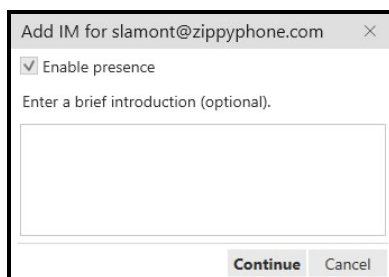 Add IM for slamont@zippyphone.com
Enable presence
Enter a brief introduction (optional).
Continue Cancel